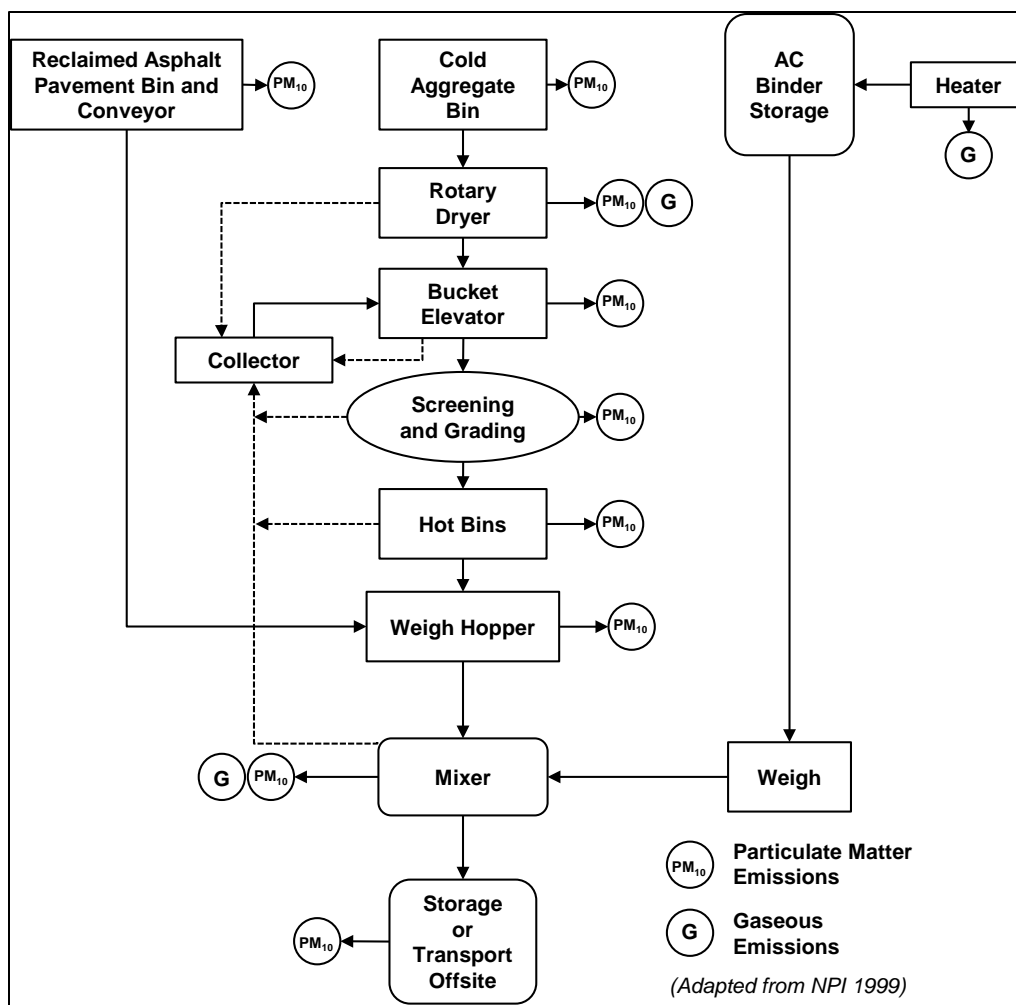 Reclaimed Asphalt
Pavement Bin and
Conveyor
PM10
Cold
Aggregate
Bin
PM10
AC
Binder
Storage
Heater
G
Rotary
Dryer
PM10
G
Bucket
Elevator
PM10
Collector
Screening
and Grading
PM10
Hot Bins
PM10
Weigh Hopper
PM10
G
PM10
Mixer
Weigh
PM10
Particulate Matter
Emissions
Storage
or
Transport
Offsite
PM10
G
Gaseous
Emissions
(Adapted from NPI 1999)